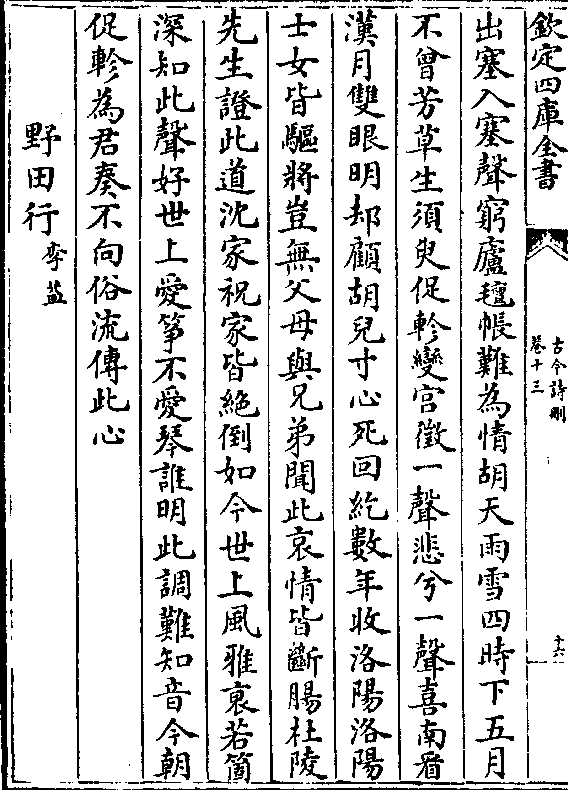 欽定四庫全書
古今詩刪
卷十三
十六
出塞入塞聲窮廬氊帳難為情胡天雨雪四時下五月
不曾芳草生須臾促軫變宮徵一聲悲兮一聲喜南看
漢月雙眼明却顧胡兒寸心死回紇數年收洛陽洛陽
士女皆驅將豈無父母與兄弟聞此哀情皆斷腸杜陵
先生證此道沈家祝家皆絶倒如今世上風雅衰若箇
深知此聲好世上愛箏不愛琴誰明此調難知音今朝
促軫為君奏不向俗流傳此心
野田行
李益